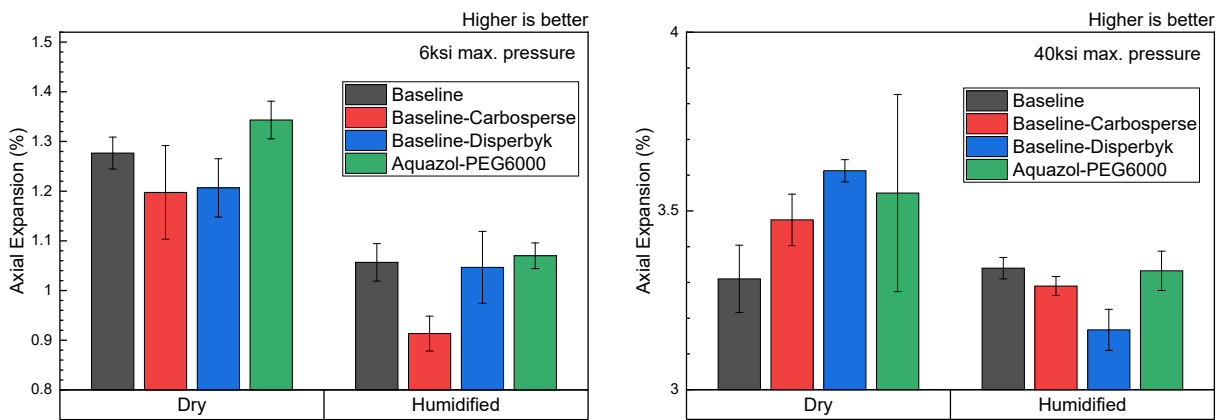 Higher is better
6ksi max. pressure
Baseline
Baseline-Carbosperse
Baseline-Disperbyk
Aquazol-PEG6000
Axial Expansion (%)
1.5
1.4
1.3
1.2
1.1
1
0.9
0.8
Dry
Humidified
Higher is better
40ksi max. pressure
Baseline
Baseline-Carbosperse
Baseline-Disperbyk
Aquazol-PEG6000
Axial Expansion (%)
4
3.5
3
Dry
Humidified